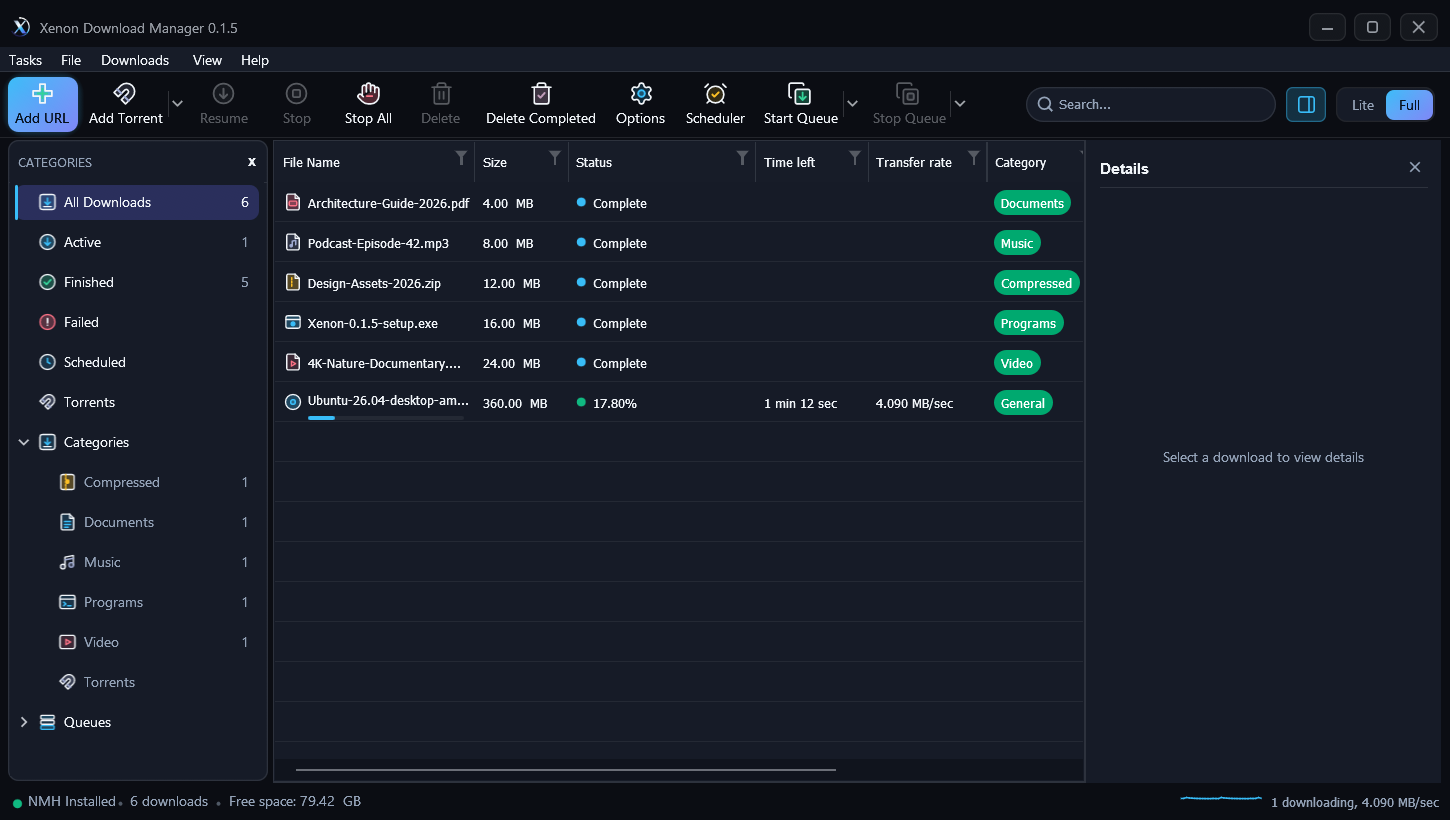 Xenon Download Manager 0.1.5
Tasks File Downloads View Help
Add URL Add Torrent Resume Stop Stop All Delete Delete Completed Options Scheduler Start Queue Stop Queue Search... Lite Full
CATEGORIES x
All Downloads 6
Active 1
Finished 5
Failed
Scheduled
Torrents
Categories
Compressed 1
Documents 1
Music 1
Programs 1
Video 1
Torrents
Queues
File Name Size Status Time left Transfer rate Category
Architecture-Guide-2026.pdf 4.00 MB Complete Documents
Podcast-Episode-42.mp3 8.00 MB Complete Music
Design-Assets-2026.zip 12.00 MB Complete Compressed
Xenon-0.1.5-setup.exe 16.00 MB Complete Programs
4K-Nature-Documentary.... 24.00 MB Complete Video
Ubuntu-26.04-desktop-am... 360.00 MB 17.80% 1 min 12 sec 4.090 MB/sec General
Details
Select a download to view details
NMH Installed 6 downloads Free space: 79.42 GB 1 downloading, 4.090 MB/sec